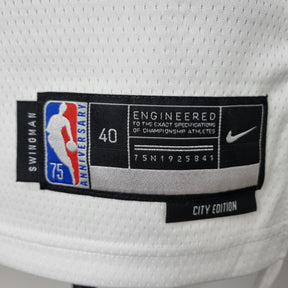 SWINGMAN
75
ANNIVERSARY
40
ENGINEERED
TO THE EXACT SPECIFICATIONS
OF CHAMPIONSHIP ATHLETES
75N1925841
CITY EDITION